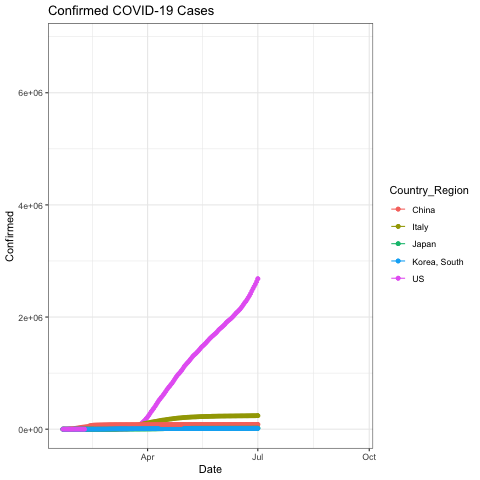 Confirmed COVID-19 Cases
6e+06
4e+06
2e+06
0e+00
Confirmed
Apr
Jul
Oct
Date
Country_Region
China
Italy
Japan
Korea, South
US